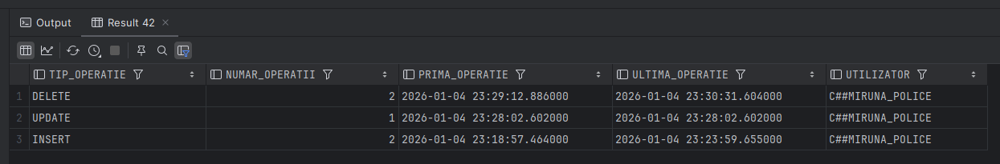 Output Result 42
TIP_OPERATIE NUMAR_OPERATII PRIMA_OPERATIE ULTIMA_OPERATIE UTILIZATOR
1 DELETE 2 2026-01-04 23:29:12.886000 2026-01-04 23:30:31.604000 C##MIRUNA_POLICE
2 UPDATE 1 2026-01-04 23:28:02.602000 2026-01-04 23:28:02.602000 C##MIRUNA_POLICE
3 INSERT 2 2026-01-04 23:18:57.464000 2026-01-04 23:23:59.655000 C##MIRUNA_POLICE